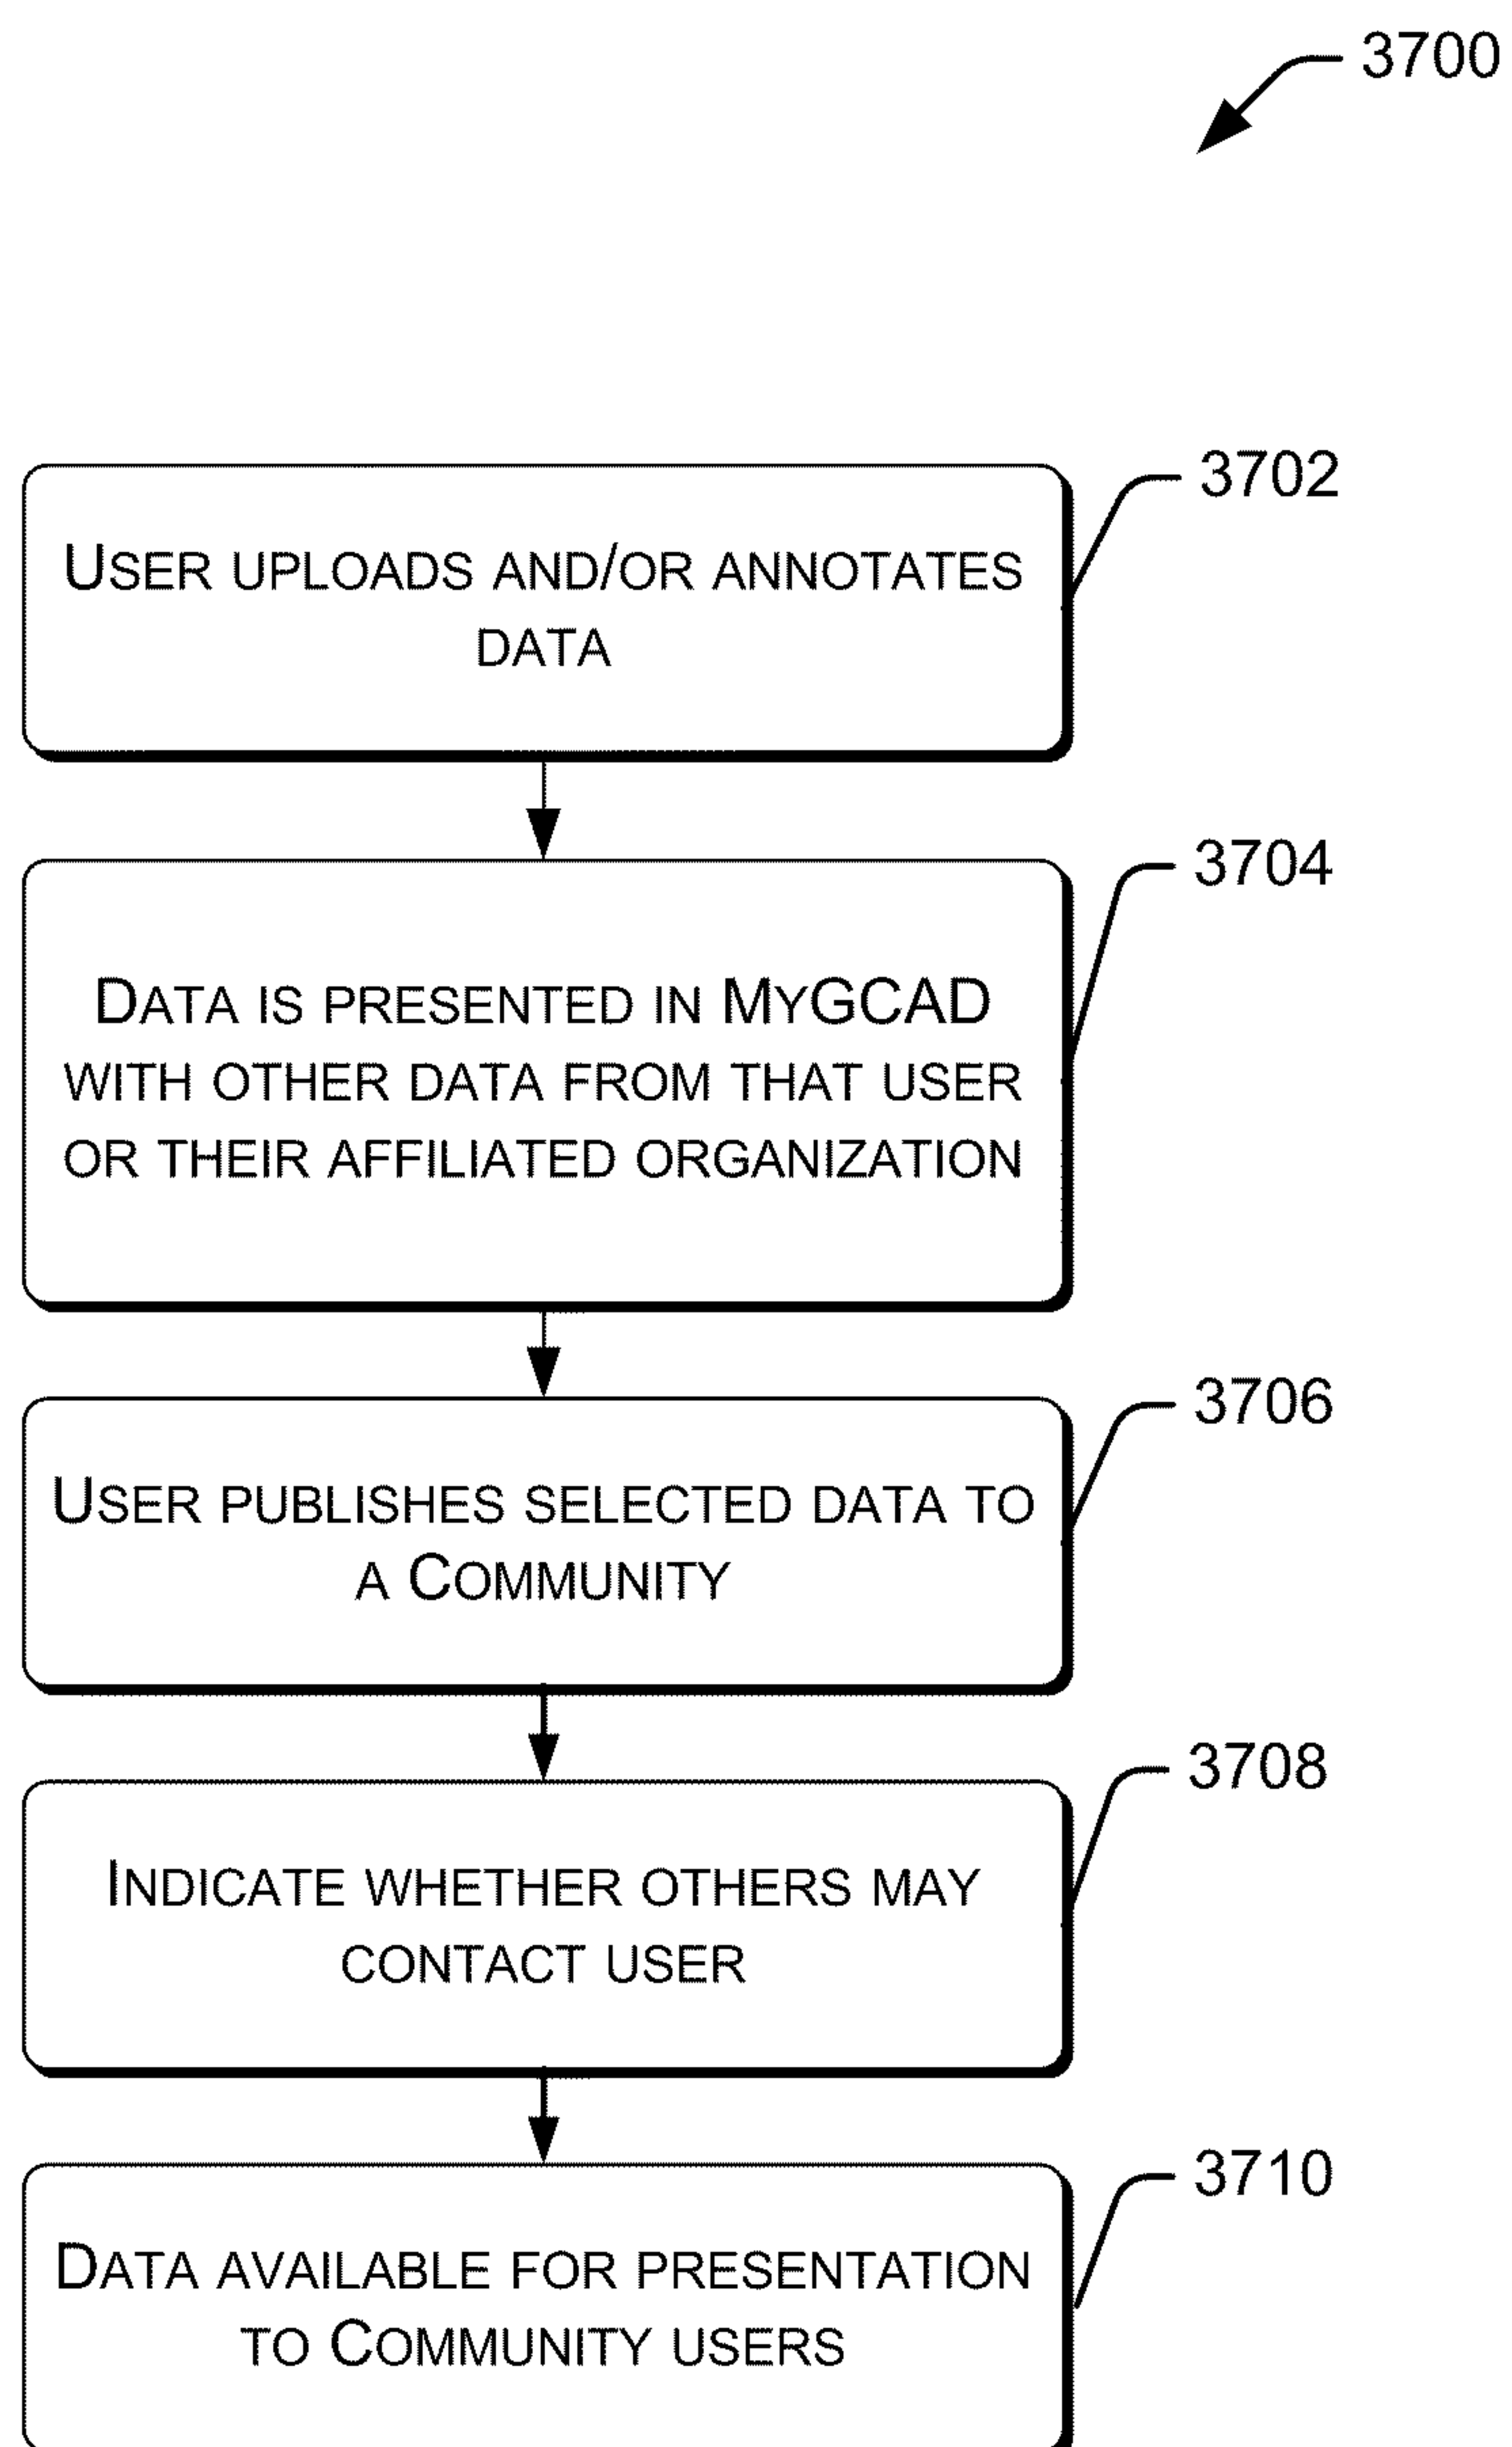 3700
3702
USER UPLOADS AND/OR ANNOTATES
DATA
3704
DATA IS PRESENTED IN MYGCAD
WITH OTHER DATA FROM THAT USER
OR THEIR AFFILIATED ORGANIZATION
3706
USER PUBLISHES SELECTED DATA TO
A COMMUNITY
3708
INDICATE WHETHER OTHERS MAY
CONTACT USER
3710
DATA AVAILABLE FOR PRESENTATION
TO COMMUNITY USERS